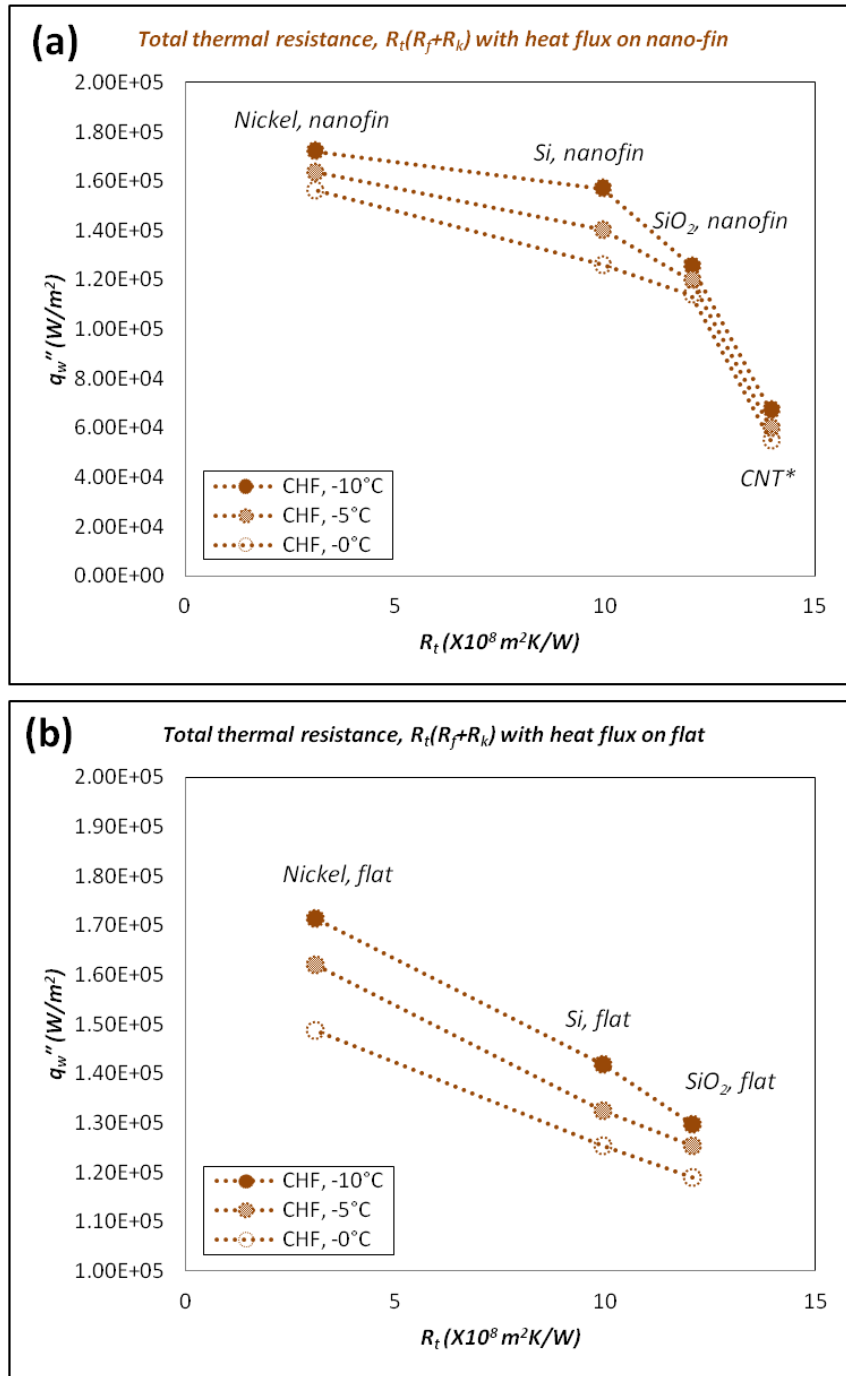 (a)
Total thermal resistance, Rt(Rf+Rk) with heat flux on nano-fin
2.00E+05
1.80E+05
1.60E+05
1.40E+05
1.20E+05
1.00E+05
8.00E+04
6.00E+04
4.00E+04
2.00E+04
0.00E+00
qw" (W/m²)
Nickel, nanofin
Si, nanofin
SiO₂, nanofin
CNT*
CHF, -10°C
CHF, -5°C
CHF, -0°C
0 5 10 15
Rt (X10⁸ m²K/W)
(b)
Total thermal resistance, Rt(Rf+Rk) with heat flux on flat
2.00E+05
1.90E+05
1.80E+05
1.70E+05
1.60E+05
1.50E+05
1.40E+05
1.30E+05
1.20E+05
1.10E+05
1.00E+05
qw" (W/m²)
Nickel, flat
Si, flat
SiO₂, flat
CHF, -10°C
CHF, -5°C
CHF, -0°C
0 5 10 15
Rt (X10⁸ m²K/W)